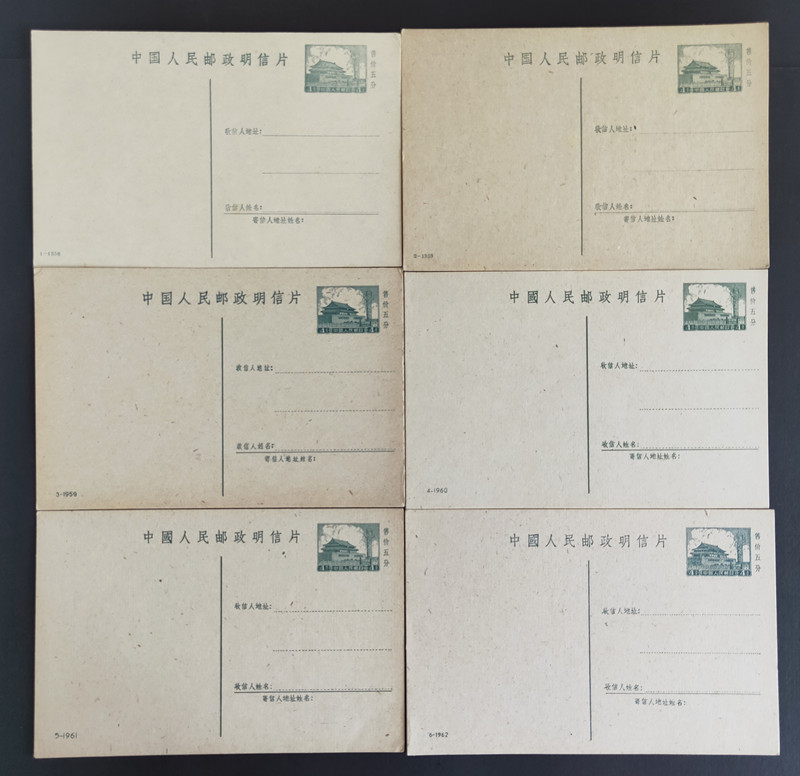 中国人民邮政明信片
售价五分
收信人地址:
收信人姓名:
寄信人地址姓名:
1-1958
中国人民邮政明信片
售价五分
收信人地址:
收信人姓名:
寄信人地址姓名:
中国人民邮政明信片
售价五分
收信人地址:
收信人姓名:
寄信人地址姓名:
中國人民邮政明信片
售价五分
收信人地址:
收信人姓名:
寄信人地址姓名:
4-1960
中國人民邮政明信片
售价五分
收信人地址:
收信人姓名:
寄信人地址姓名:
5-1961
中國人民邮政明信片
售价五分
收信人地址:
收信人姓名:
寄信人地址姓名:
6-1962